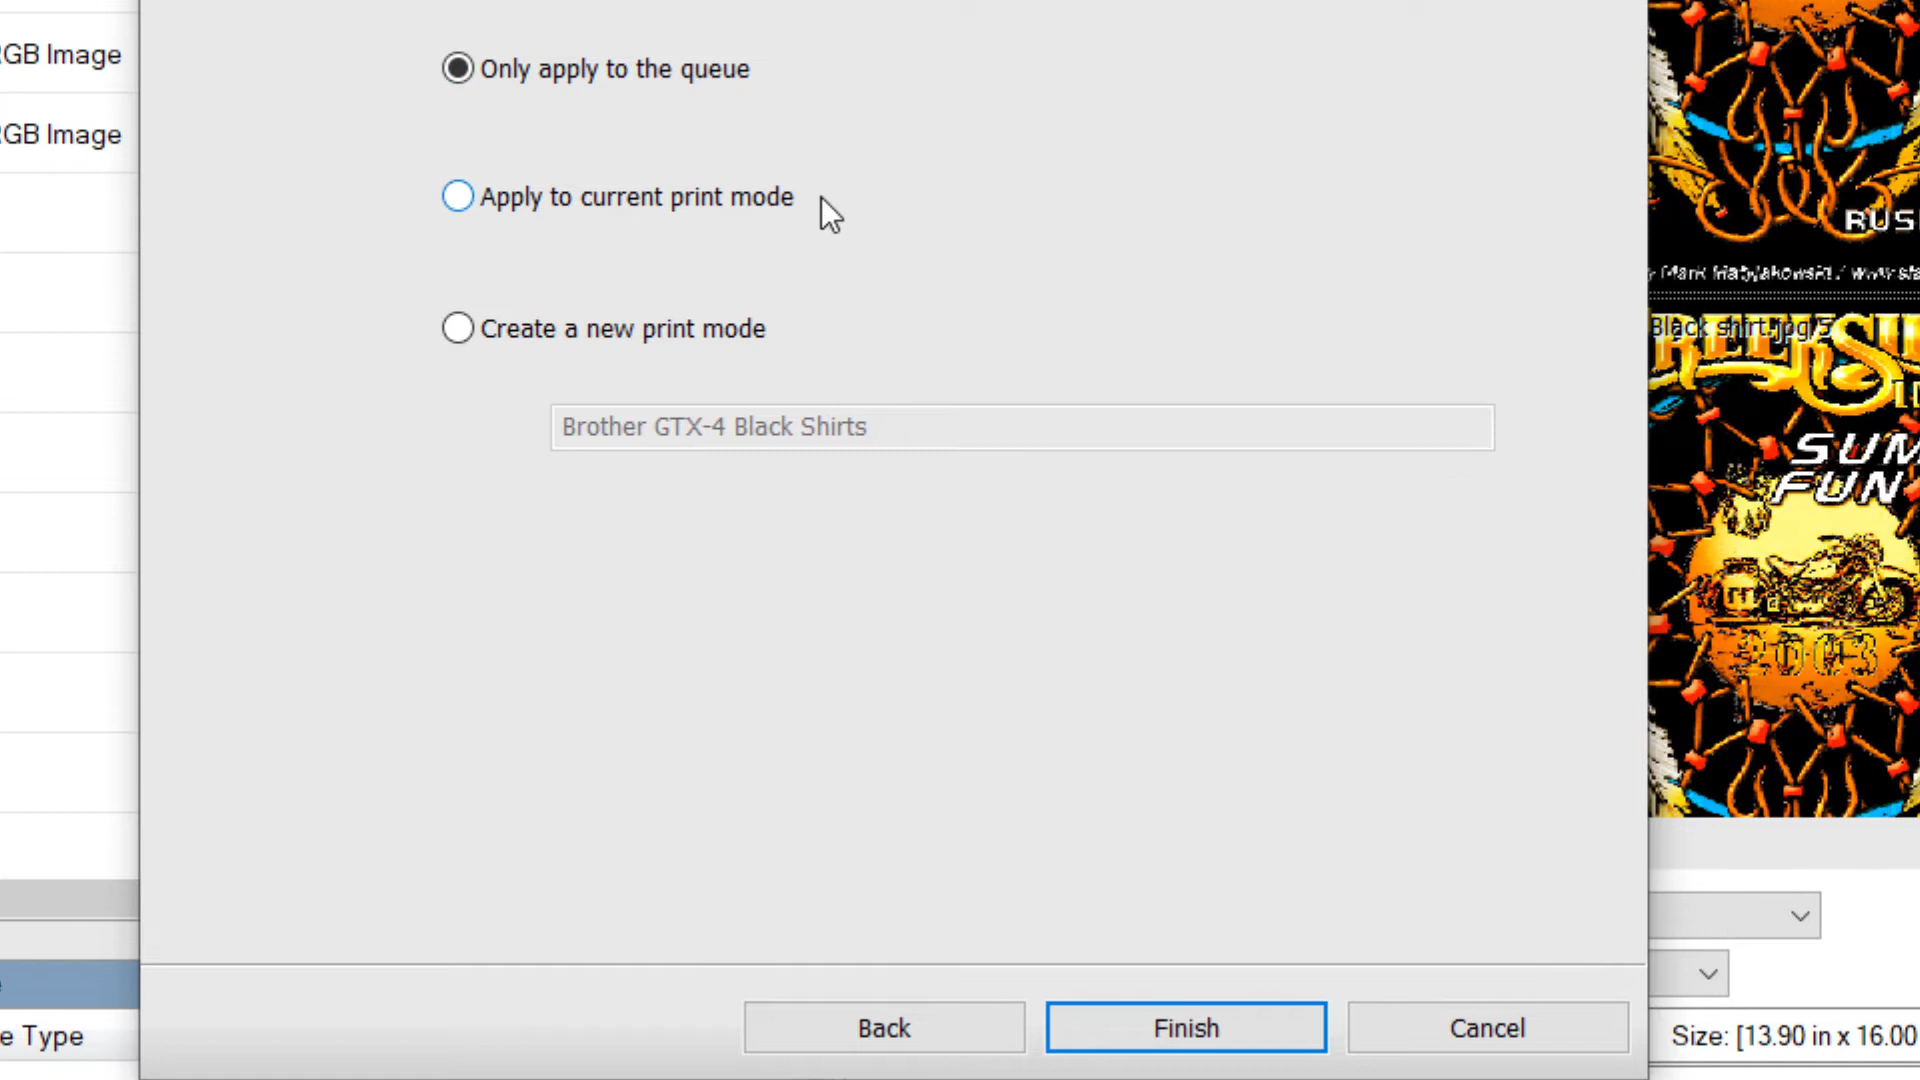 GB Image
GB Image
Only apply to the queue
Apply to current print mode
Create a new print mode
Brother GTX-4 Black Shirts
Back
Finish
Cancel
e Type
RUS
Mark
Black shirt.jpg 5
SUM
FUN
2003
Size: [13.90 in x 16.00